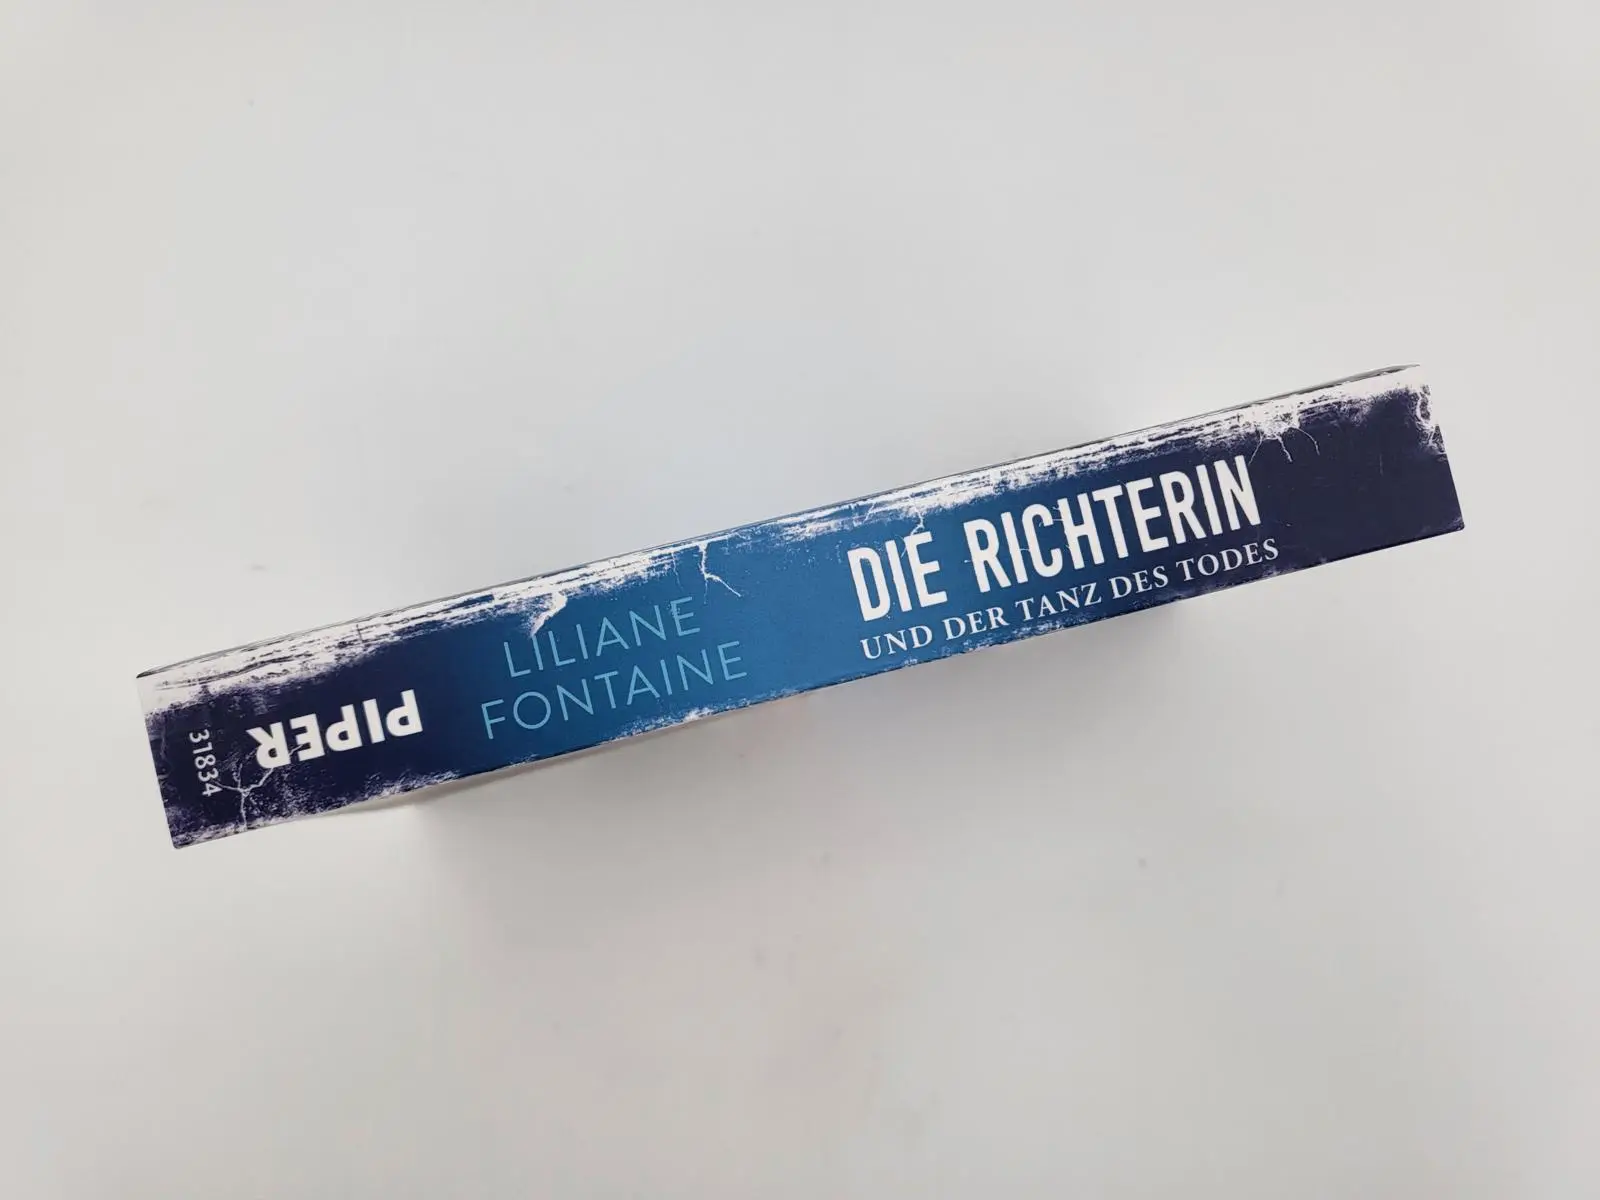 DIE RICHTERIN
UND DER TANZ DES TODES
LILIANE
FONTAINE
PIPER
31834